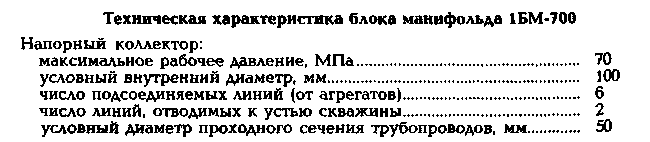 Техническая характеристика блока манифольда 1БМ-700
Напорный коллектор:
максимальное рабочее давление, МПа............................................ 70
условный внутренний диаметр, мм.................................................. 100
число подсоединяемых линий (от агрегатов)................................... 6
число линий, отводимых к устью скважины................................... 2
условный диаметр проходного сечения трубопроводов, мм............. 50